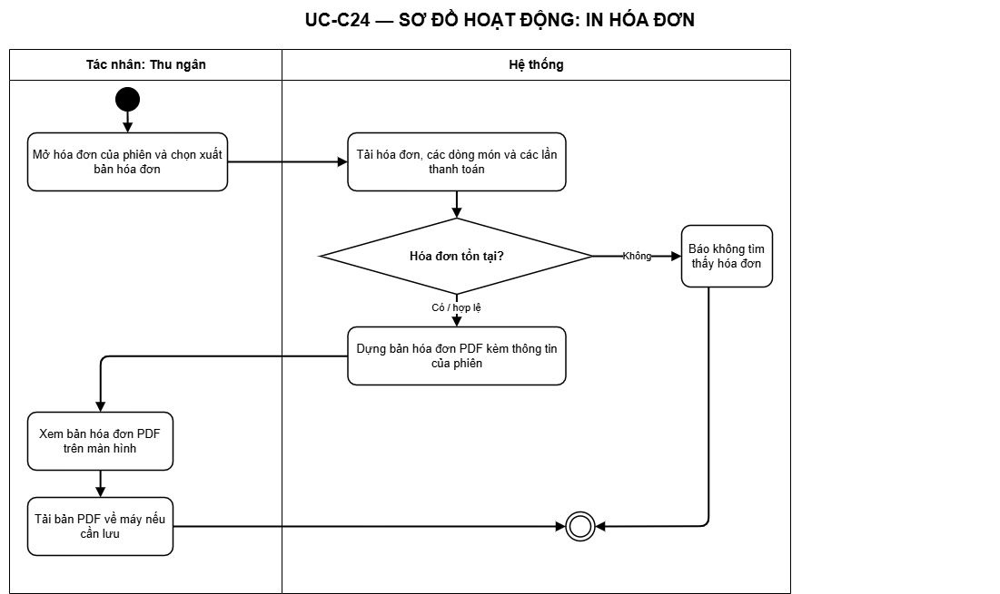 UC-C24 — SƠ ĐỒ HOẠT ĐỘNG: IN HÓA ĐƠN
Tác nhân: Thu ngân
Hệ thống
Mở hóa đơn của phiên và chọn xuất
bản hóa đơn
Tải hóa đơn, các dòng món và các lần
thanh toán
Hóa đơn tồn tại?
Không
Báo không tìm
thấy hóa đơn
Có / hợp lệ
Dựng bản hóa đơn PDF kèm thông tin
của phiên
Xem bản hóa đơn PDF
trên màn hình
Tải bản PDF về máy nếu
cần lưu